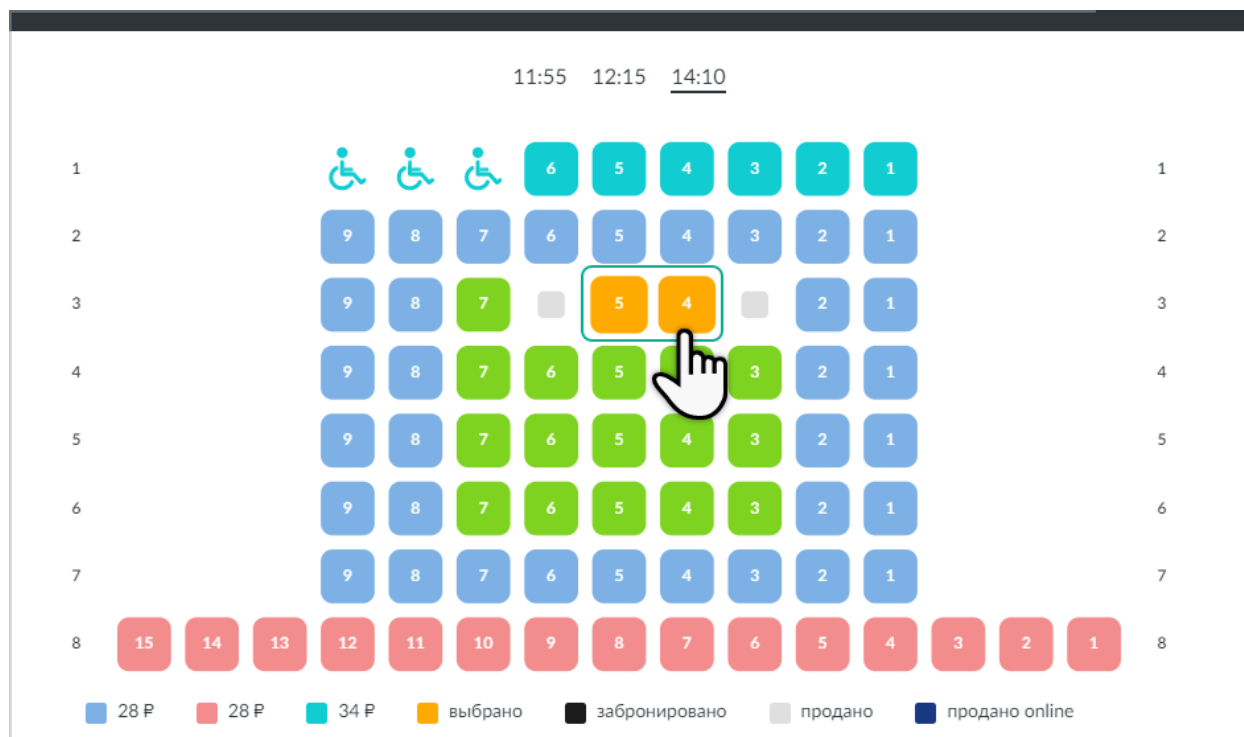 11:55 12:15 14:10
1 6 5 4 3 2 1 1
2 9 8 7 6 5 4 3 2 1 2
3 9 8 7 5 4 2 1 3
4 9 8 7 6 5 3 2 1 4
5 9 8 7 6 5 4 3 2 1 5
6 9 8 7 6 5 4 3 2 1 6
7 9 8 7 6 5 4 3 2 1 7
8 15 14 13 12 11 10 9 8 7 6 5 4 3 2 1 8
28 ₽ 28 ₽ 34 ₽ выбрано забронировано продано продано online